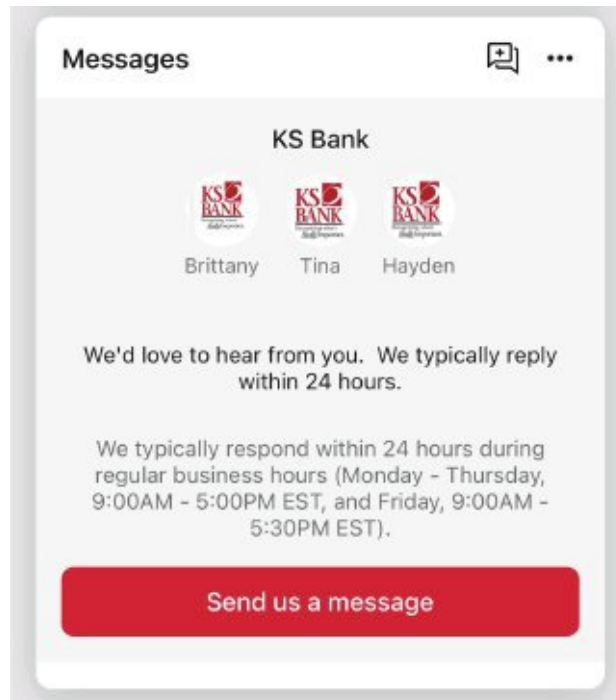 Messages
KS Bank
KS
BANK
KS
BANK
KS
BANK
Brittany Tina Hayden
We'd love to hear from you. We typically reply
within 24 hours.
We typically respond within 24 hours during
regular business hours (Monday - Thursday,
9:00AM - 5:00PM EST, and Friday, 9:00AM -
5:30PM EST).
Send us a message